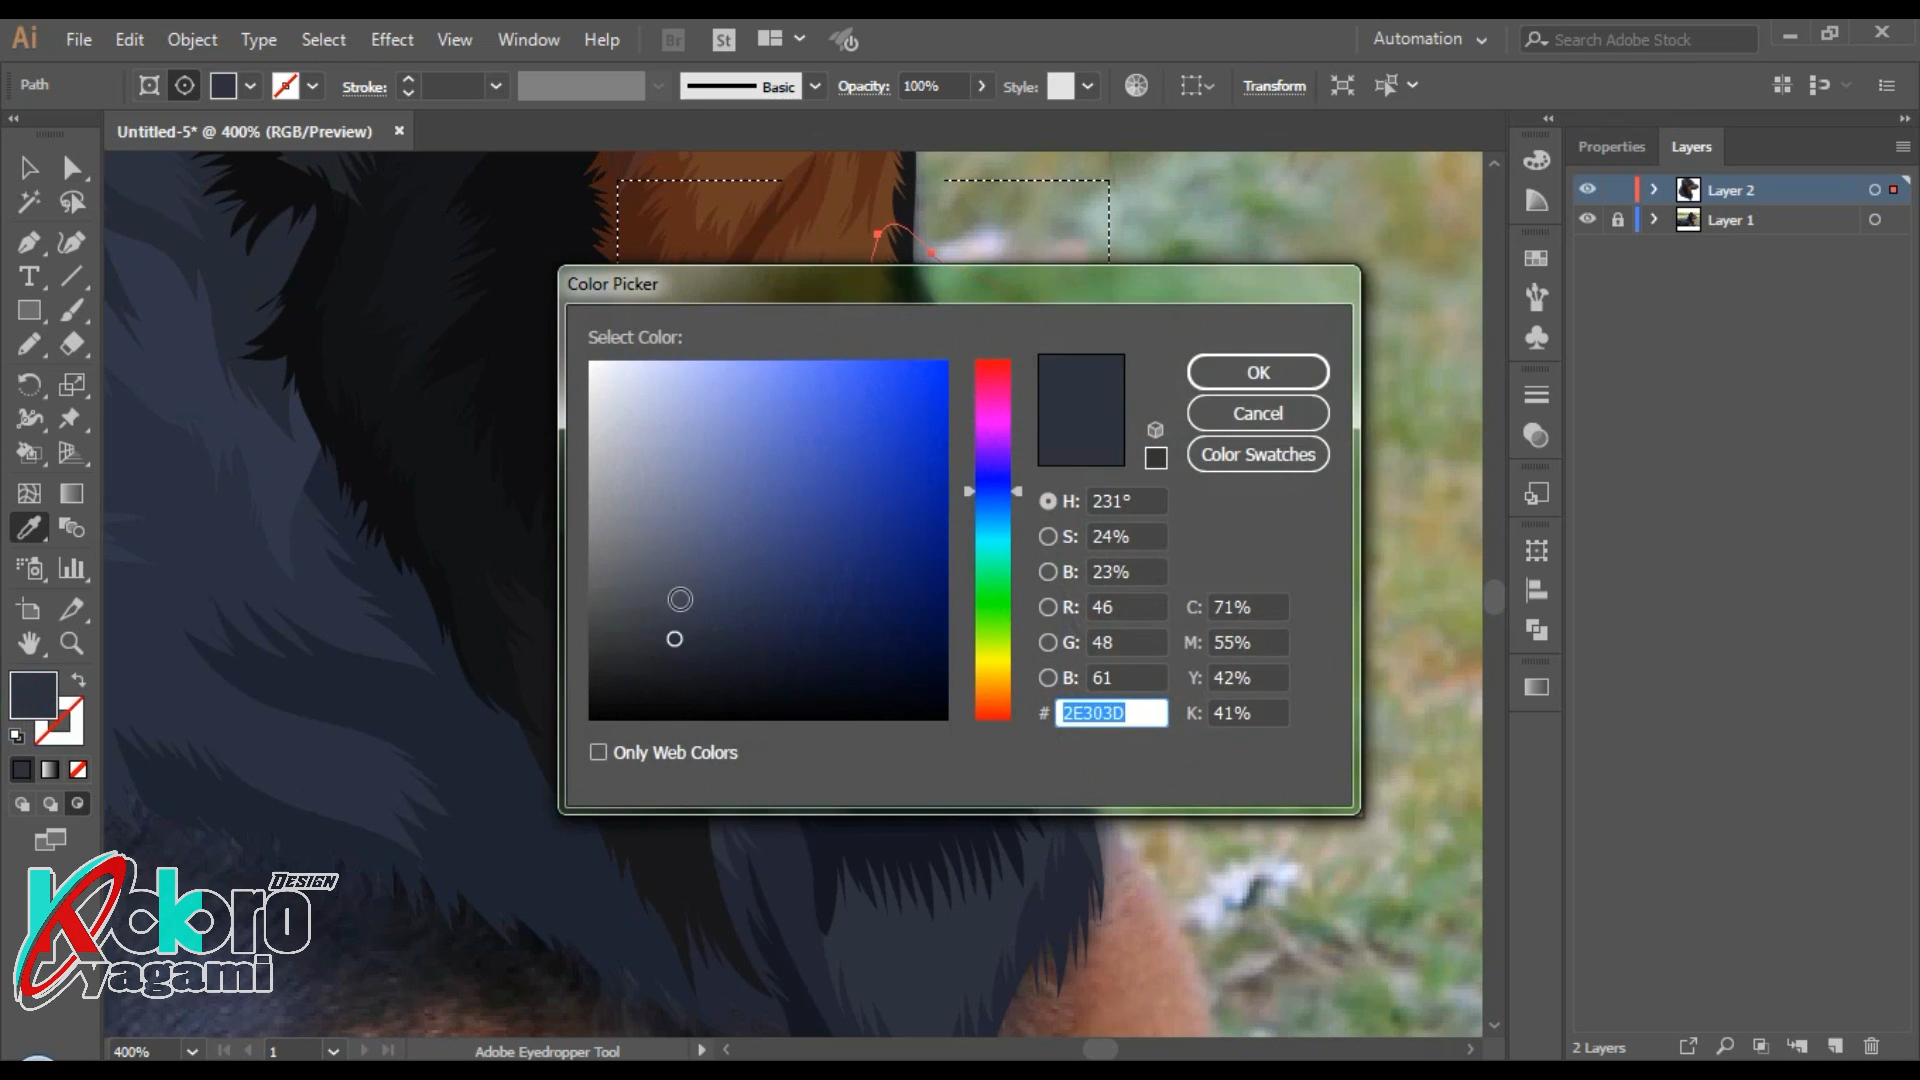 Ai File Edit Object Type Select Effect View Window Help Br St Automation Search Adobe Stock
Path Stroke: Basic Opacity: 100% Style: Transform
Untitled-5* @ 400% (RGB/Preview) ×
Properties Layers
Layer 2
Layer 1
Color Picker
Select Color:
OK
Cancel
Color Swatches
H: 231°
S: 24%
B: 23%
R: 46 C: 71%
G: 48 M: 55%
B: 61 Y: 42%
# 2E303D K: 41%
Only Web Colors
Kokoro Design
yagami
400% 1 Adobe Eyedropper Tool
2 Layers